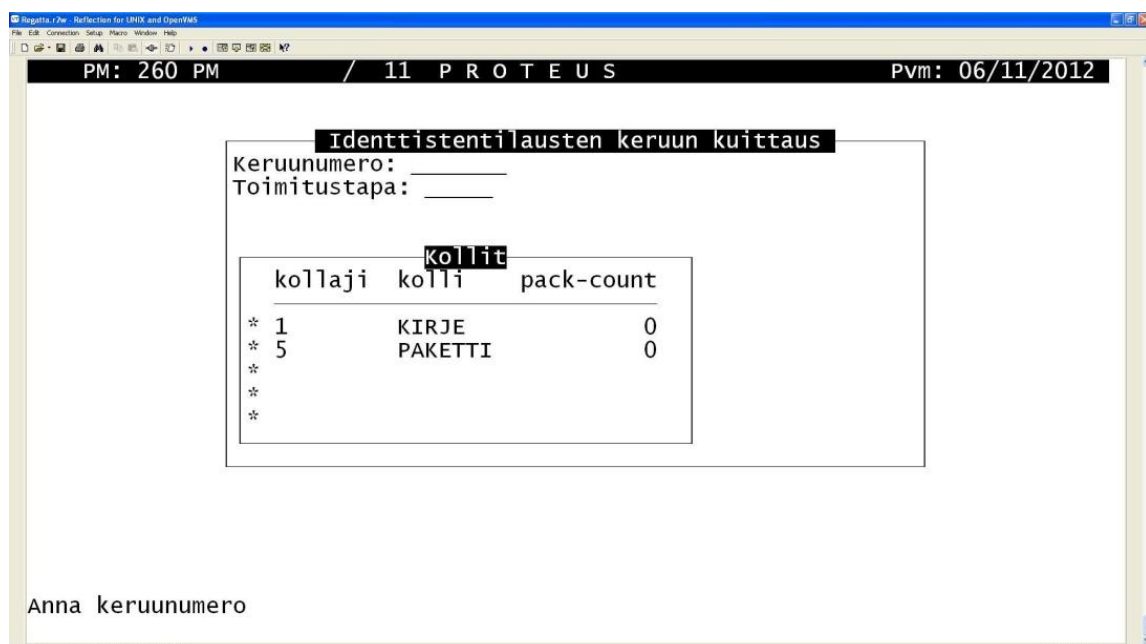 Regatta.r2w - Reflection for UNIX and OpenVMS
File Edit Connection Setup Macro Window Help
PM: 260 PM / 11 P R O T E U S Pvm: 06/11/2012
Identtistentilausten keruun kuittaus
Keruunumero: _______
Toimitustapa: _____
Kollit
kollaji kolli pack-count
* 1 KIRJE 0
* 5 PAKETTI 0
*
*
*
Anna keruunumero